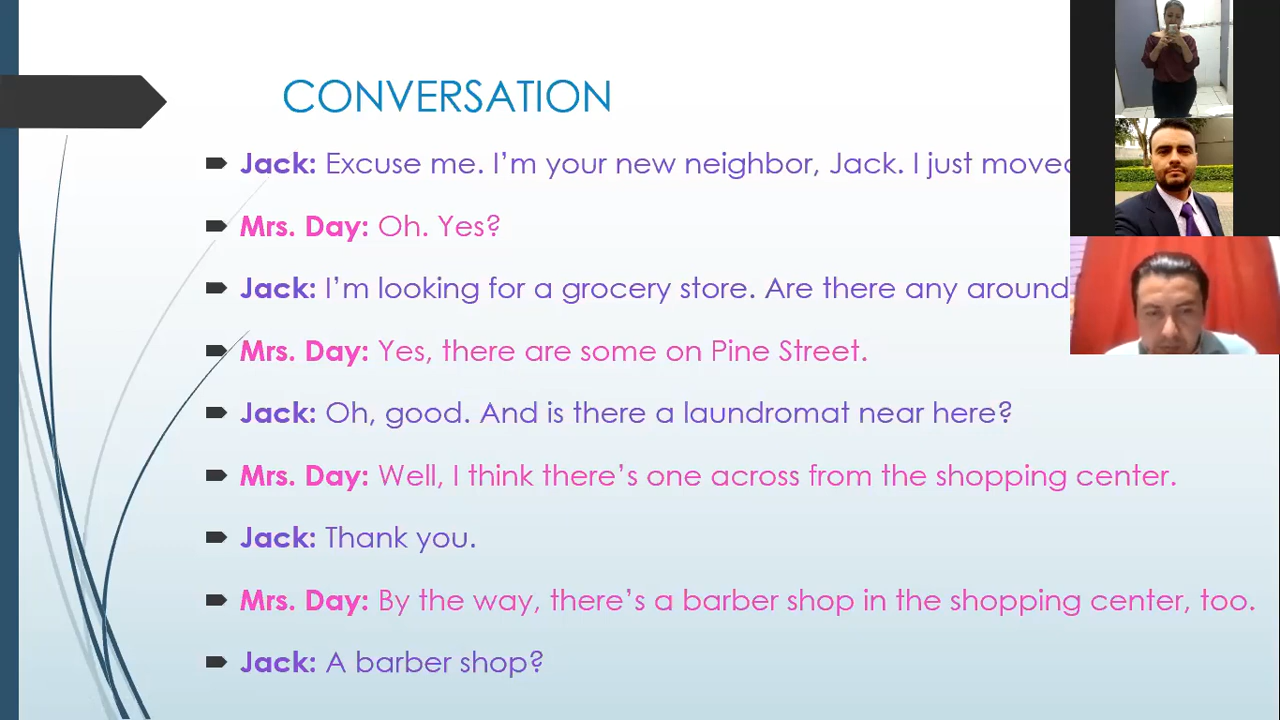 CONVERSATION
Jack: Excuse me. I'm your new neighbor, Jack. I just moved
Mrs. Day: Oh. Yes?
Jack: I'm looking for a grocery store. Are there any around
Mrs. Day: Yes, there are some on Pine Street.
Jack: Oh, good. And is there a laundromat near here?
Mrs. Day: Well, I think there's one across from the shopping center.
Jack: Thank you.
Mrs. Day: By the way, there's a barber shop in the shopping center, too.
Jack: A barber shop?